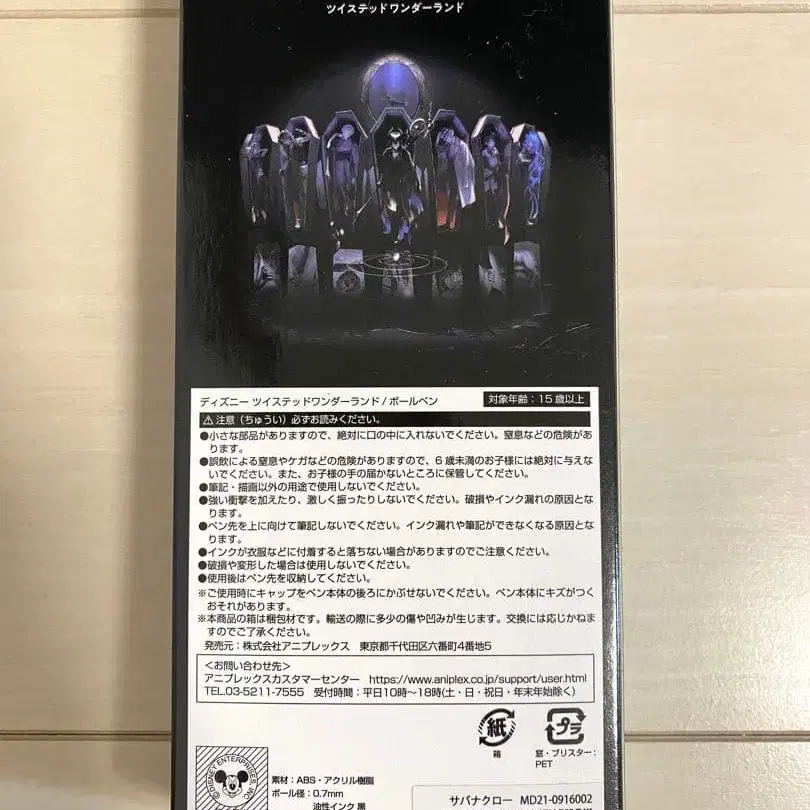 ツイステッドワンダーランド
ディズニー ツイステッドワンダーランド / ボールペン
対象年齢：15歳以上
⚠注意（ちゅうい）必ずお読みください。
●小さな部品がありますので、絶対に口の中に入れないでください。窒息などの危険があ
ります。
●誤飲による窒息やケガなどの危険がありますので、6歳未満のお子様には絶対に与えな
いでください。また、お子様の手の届かないところに保管してください。
●筆記・描画以外の用途で使用しないでください。
●強い衝撃を加えたり、激しく振ったりしないでください。破損やインク漏れの原因とな
ります。
●ペン先を上に向けて筆記しないでください。インク漏れや筆記ができなくなる原因とな
ります。
●インクが衣服などに付着すると落ちない場合がありますのでご注意ください。
●破損や変形した場合は使用しないでください。
●使用後はペン先を収納してください。
※ご使用時にキャップをペン本体の後ろにかぶせないでください。ペン本体にキズがつく
おそれがあります。
※本商品の箱は梱包材です。輸送の際に多少の傷や凹みが生じます。交換には応じかねま
すのでご了承ください。
発売元：株式会社アニプレックス 東京都千代田区六番町4番地5
＜お問い合わせ先＞
アニプレックスカスタマーセンター https://www.aniplex.co.jp/support/user.html
TEL.03-5211-7555 受付時間：平日10時〜18時(土・日・祝日・年末年始除く)
紙
箱
プラ
窓・ブリスター：
PET
©DISNEY ENTERPRISES, INC.
素材：ABS・アクリル樹脂
ボール径：0.7mm
油性インク 黒
サバナクロー MD21-0916002